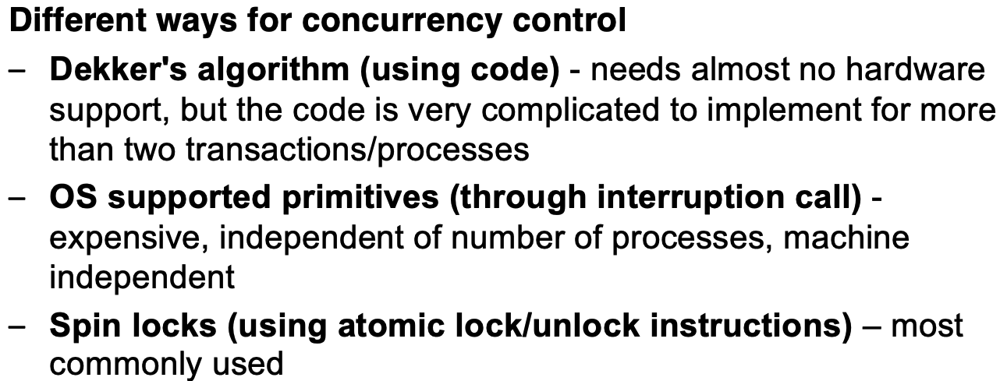 Different ways for concurrency control
– Dekker's algorithm (using code) - needs almost no hardware
support, but the code is very complicated to implement for more
than two transactions/processes
– OS supported primitives (through interruption call) -
expensive, independent of number of processes, machine
independent
– Spin locks (using atomic lock/unlock instructions) – most
commonly used